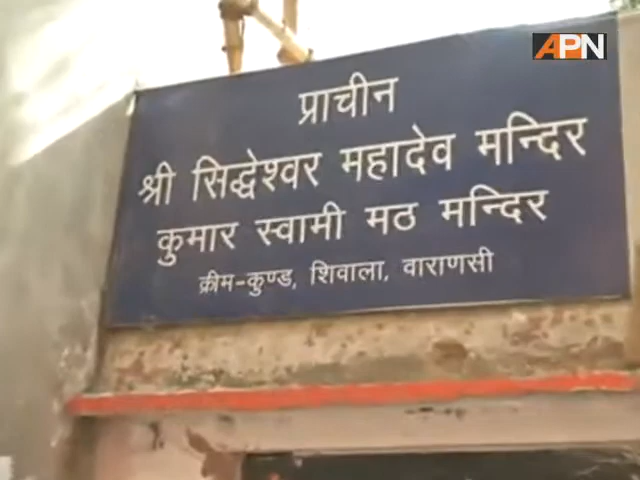 APN
प्राचीन
श्री सिद्धेश्वर महादेव मन्दिर
कुमार स्वामी मठ मन्दिर
क्रीम-कुण्ड, शिवाला, वाराणसी